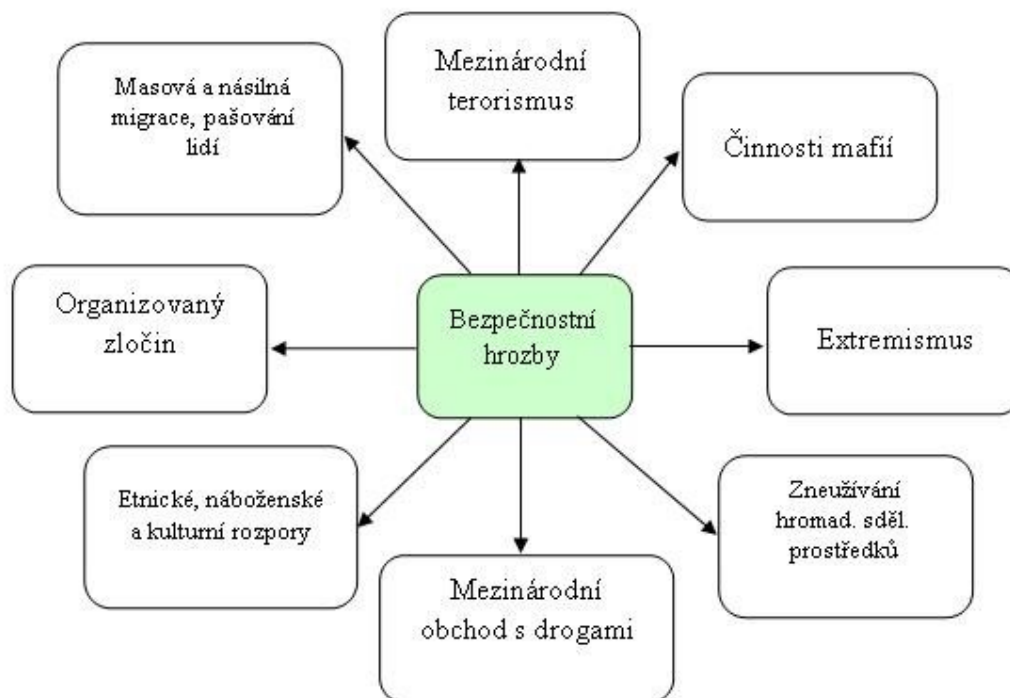 Mezinárodní
terorismus
Masová a násilná
migrace, pašování
lidí
Činnosti mafií
Organizovaný
zločin
Bezpečnostní
hrozby
Extremismus
Etnické, náboženské
a kulturní rozpory
Zneužívání
hromad. sděl.
prostředků
Mezinárodní
obchod s drogami